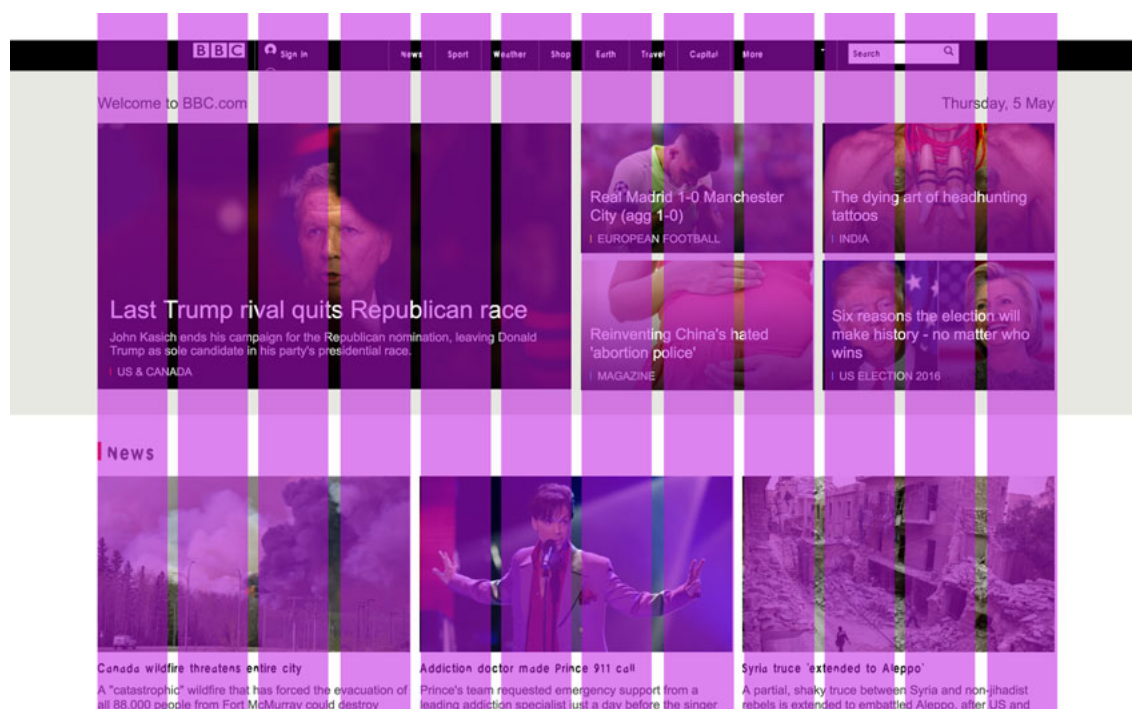 BBC Sign in News Sport Weather Shop Earth Travel Capital More Search
Welcome to BBC.com
Thursday, 5 May
Last Trump rival quits Republican race
John Kasich ends his campaign for the Republican nomination, leaving Donald
Trump as sole candidate in his party's presidential race.
US & CANADA
Real Madrid 1-0 Manchester
City (agg 1-0)
EUROPEAN FOOTBALL
The dying art of headhunting
tattoos
INDIA
Reinventing China's hated
'abortion police'
MAGAZINE
Six reasons the election will
make history - no matter who
wins
US ELECTION 2016
News
Canada wildfire threatens entire city
A "catastrophic" wildfire that has forced the evacuation of
all 88,000 people from Fort McMurray could destroy
Addiction doctor made Prince 911 call
Prince's team requested emergency support from a
leading addiction specialist just a day before the singer
Syria truce 'extended to Aleppo'
A partial, shaky truce between Syria and non-jihadist
rebels is extended to embattled Aleppo, after US and